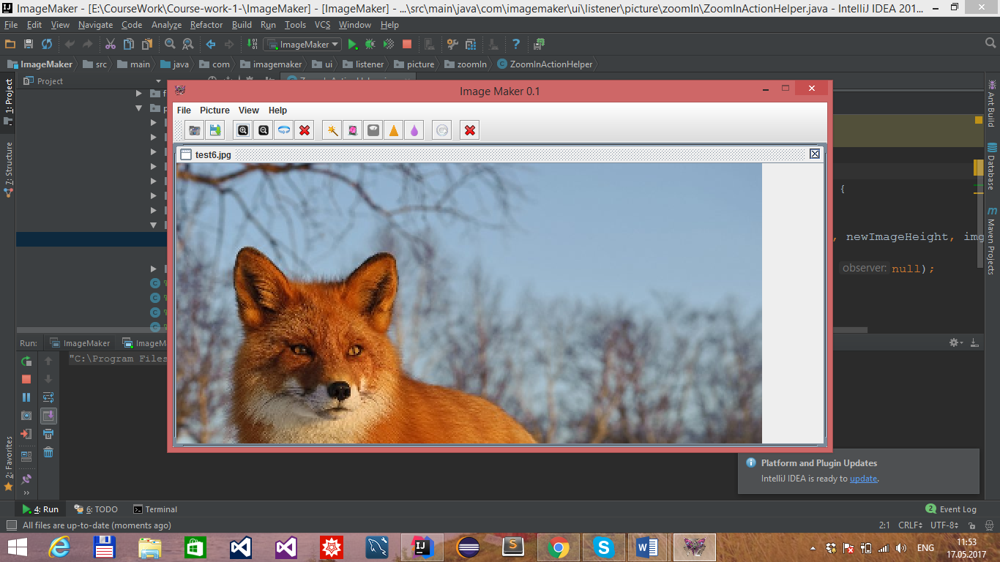 ImageMaker - [E:\CourseWork\Course-work-1-\ImageMaker] - [ImageMaker] - ...\src\main\java\com\imagemaker\ui\listener\picture\zoomIn\ZoomInActionHelper.java - IntelliJ IDEA 201...
File Edit View Navigate Code Analyze Refactor Build Run Tools VCS Window Help
ImageMaker
ImageMaker src main java com imagemaker ui listener picture zoomIn ZoomInActionHelper
1: Project
7: Structure
2: Favorites
Project
Ant Build
Database
Maven Projects
Image Maker 0.1
File Picture View Help
test6.jpg
{
, newImageHeight, img
observer: null);
Run: ImageMaker ImageM
"C:\Program Files
Platform and Plugin Updates
IntelliJ IDEA is ready to update.
4: Run 6: TODO Terminal
2 Event Log
All files are up-to-date (moments ago)
2:1 CRLF UTF-8
ENG
11:53
17.05.2017